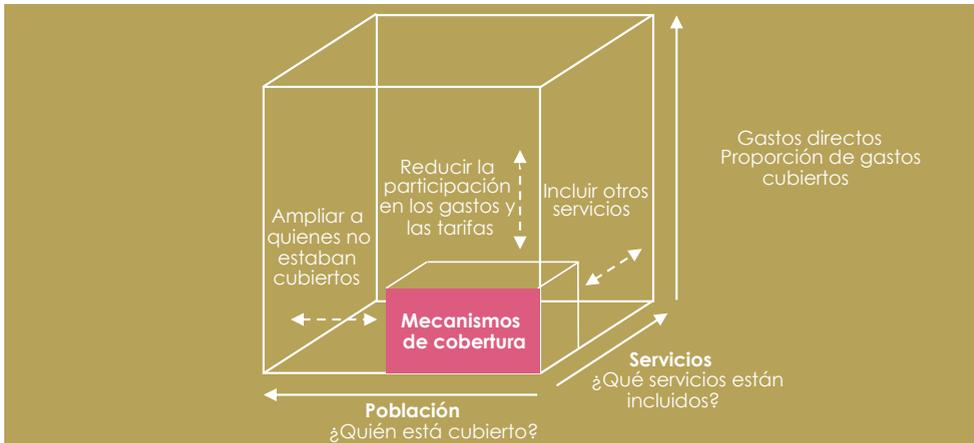 Gastos directos
Proporción de gastos
cubiertos
Reducir la
participación
en los gastos y
las tarifas
Incluir otros
servicios
Ampliar a
quienes no
estaban
cubiertos
Mecanismos
de cobertura
Servicios
¿Qué servicios están
incluidos?
Población
¿Quién está cubierto?